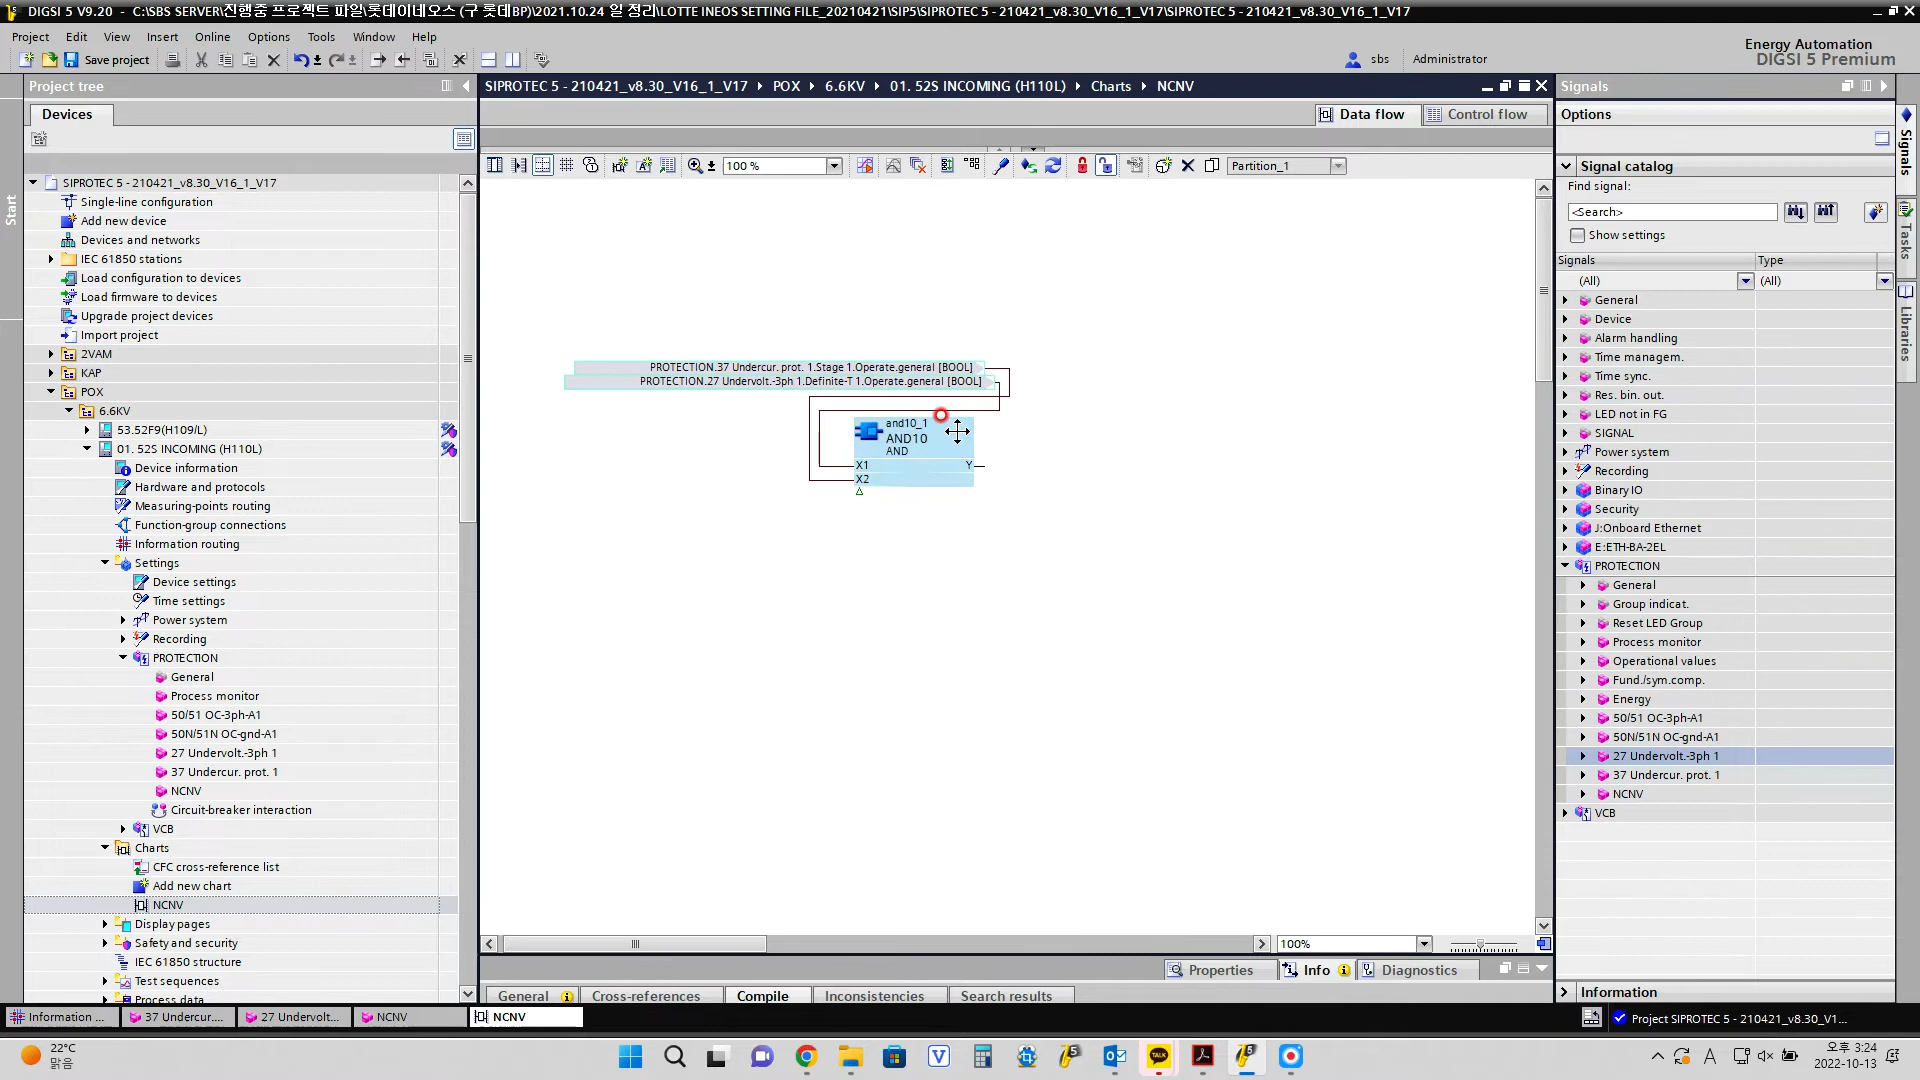 DIGSI 5 V9.20 - C:\SBS SERVER\진행중 프로젝트 파일\롯데이네오스 (구 롯데BP)\2021.10.24 일 정리\LOTTE INEOS SETTING FILE_20210421\SIP5\SIPROTEC 5 - 210421_v8.30_V16_1_V17\SIPROTEC 5 - 210421_v8.30_V16_1_V17
Project Edit View Insert Online Options Tools Window Help
Energy Automation
DIGSI 5 Premium
Save project
100 %
sbs Administrator
Project tree
Devices
Start
SIPROTEC 5 - 210421_v8.30_V16_1_V17
Single-line configuration
Add new device
Devices and networks
IEC 61850 stations
Load configuration to devices
Load firmware to devices
Upgrade project devices
Import project
2VAM
KAP
POX
6.6KV
53.52F9(H109/L)
01. 52S INCOMING (H110L)
Device information
Hardware and protocols
Measuring-points routing
Function-group connections
Information routing
Settings
Device settings
Time settings
Power system
Recording
PROTECTION
General
Process monitor
50/51 OC-3ph-A1
50N/51N OC-gnd-A1
27 Undervolt.-3ph 1
37 Undercur. prot. 1
NCNV
Circuit-breaker interaction
VCB
Charts
CFC cross-reference list
Add new chart
NCNV
Display pages
Safety and security
IEC 61850 structure
Test sequences
Process data
SIPROTEC 5 - 210421_v8.30_V16_1_V17 POX 6.6KV 01. 52S INCOMING (H110L) Charts NCNV
Data flow
Control flow
Partition_1
PROTECTION.37 Undercur. prot. 1.Stage 1.Operate.general [BOOL]
PROTECTION.27 Undervolt.-3ph 1.Definite-T 1.Operate.general [BOOL]
and10_1
AND10
AND
X1 Y
X2
100%
Properties
Info
Diagnostics
General
Cross-references
Compile
Inconsistencies
Search results
Signals
Options
Signal catalog
Find signal:
<Search>
Show settings
Signals Type
(All) (All)
General
Device
Alarm handling
Time managem.
Time sync.
Res. bin. out.
LED not in FG
SIGNAL
Power system
Recording
Binary IO
Security
J:Onboard Ethernet
E:ETH-BA-2EL
PROTECTION
General
Group indicat.
Reset LED Group
Process monitor
Operational values
Fund./sym.comp.
Energy
50/51 OC-3ph-A1
50N/51N OC-gnd-A1
27 Undervolt.-3ph 1
37 Undercur. prot. 1
NCNV
VCB
Information
Signals
Tasks
Libraries
Information ...
37 Undercur....
27 Undervolt...
NCNV
NCNV
Project SIPROTEC 5 - 210421_v8.30_V1...
22°C
맑음
TALK
A
오후 3:24
2022-10-13